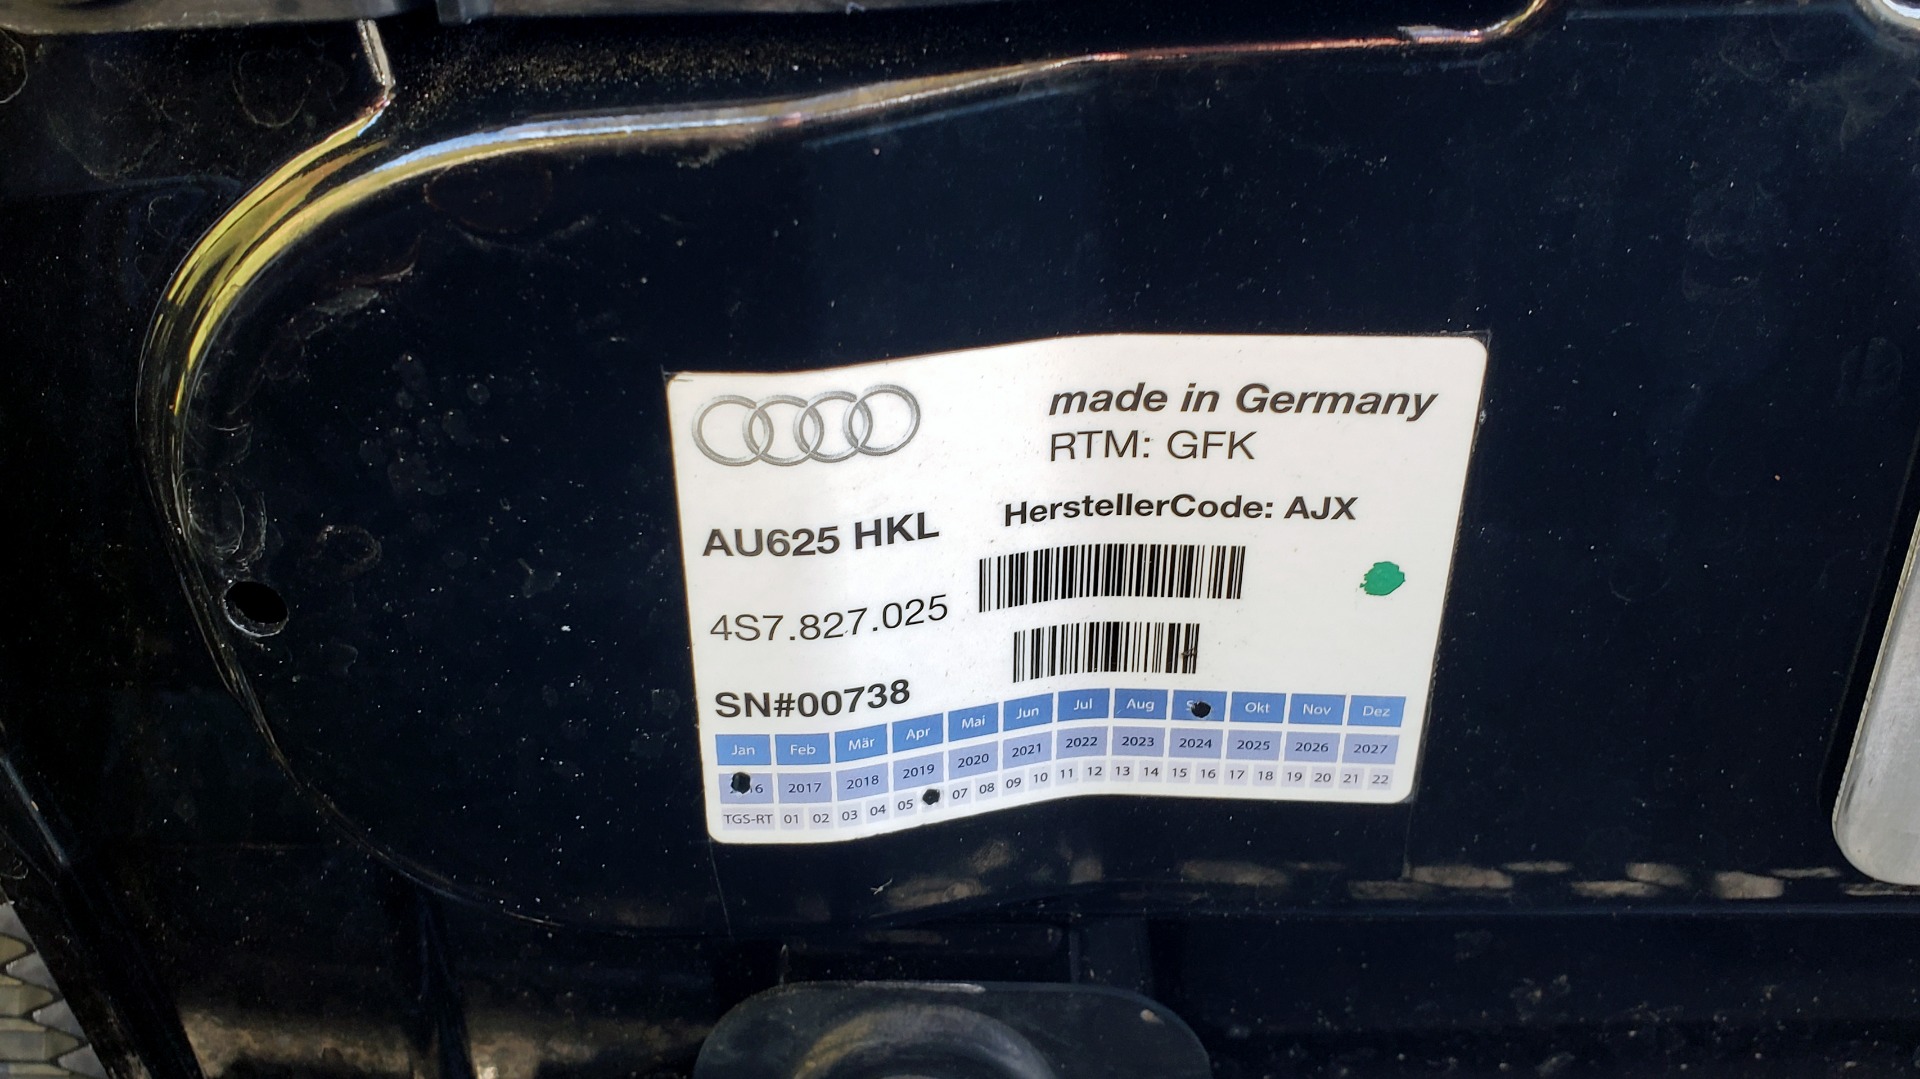 made in Germany
RTM: GFK
HerstellerCode: AJX
AU625 HKL
4S7.827.025
SN#00738
Jan Feb Mär Apr Mai Jun Jul Aug Okt Nov Dez
2017 2018 2019 2020 2021 2022 2023 2024 2025 2026 2027
TGS-RT 01 02 03 04 05 07 08 09 10 11 12 13 14 15 16 17 18 19 20 21 22